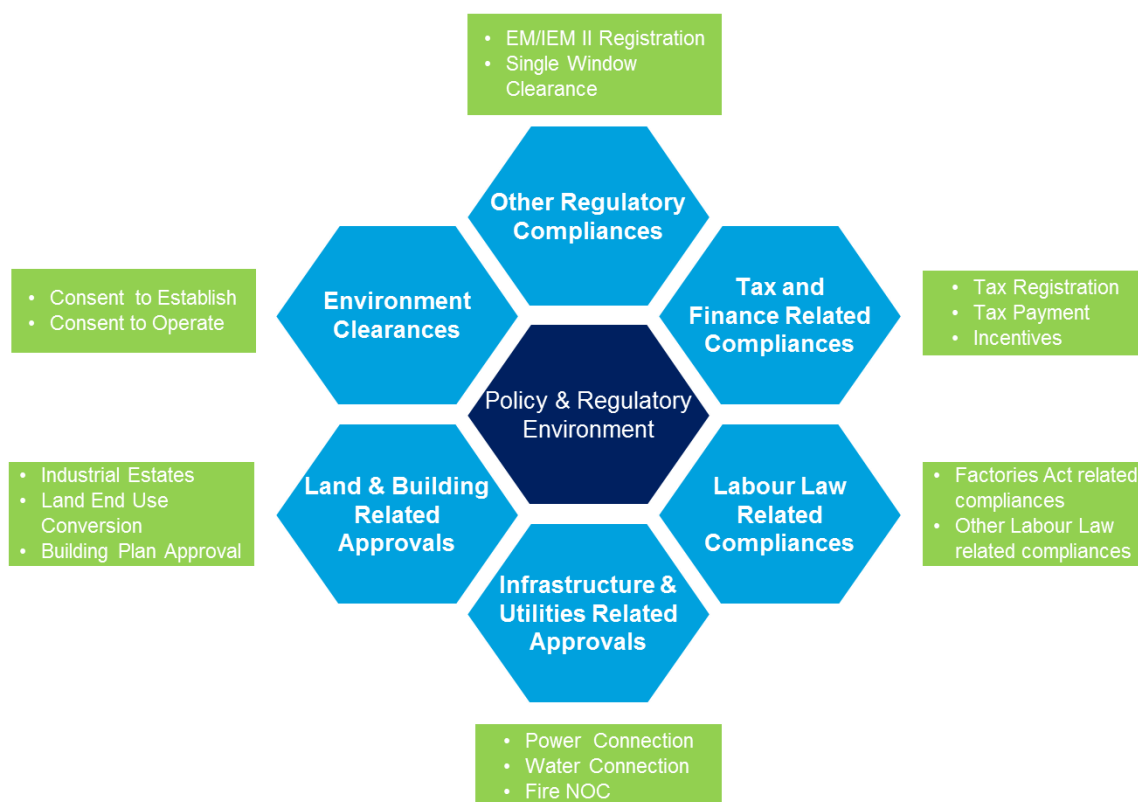 • EM/IEM II Registration
• Single Window
Clearance
Other Regulatory
Compliances
Environment
Clearances
Tax and
Finance Related
Compliances
• Consent to Establish
• Consent to Operate
• Tax Registration
• Tax Payment
• Incentives
Policy & Regulatory
Environment
• Industrial Estates
• Land End Use
Conversion
• Building Plan Approval
Land & Building
Related
Approvals
Labour Law
Related
Compliances
• Factories Act related
compliances
• Other Labour Law
related compliances
Infrastructure &
Utilities Related
Approvals
• Power Connection
• Water Connection
• Fire NOC